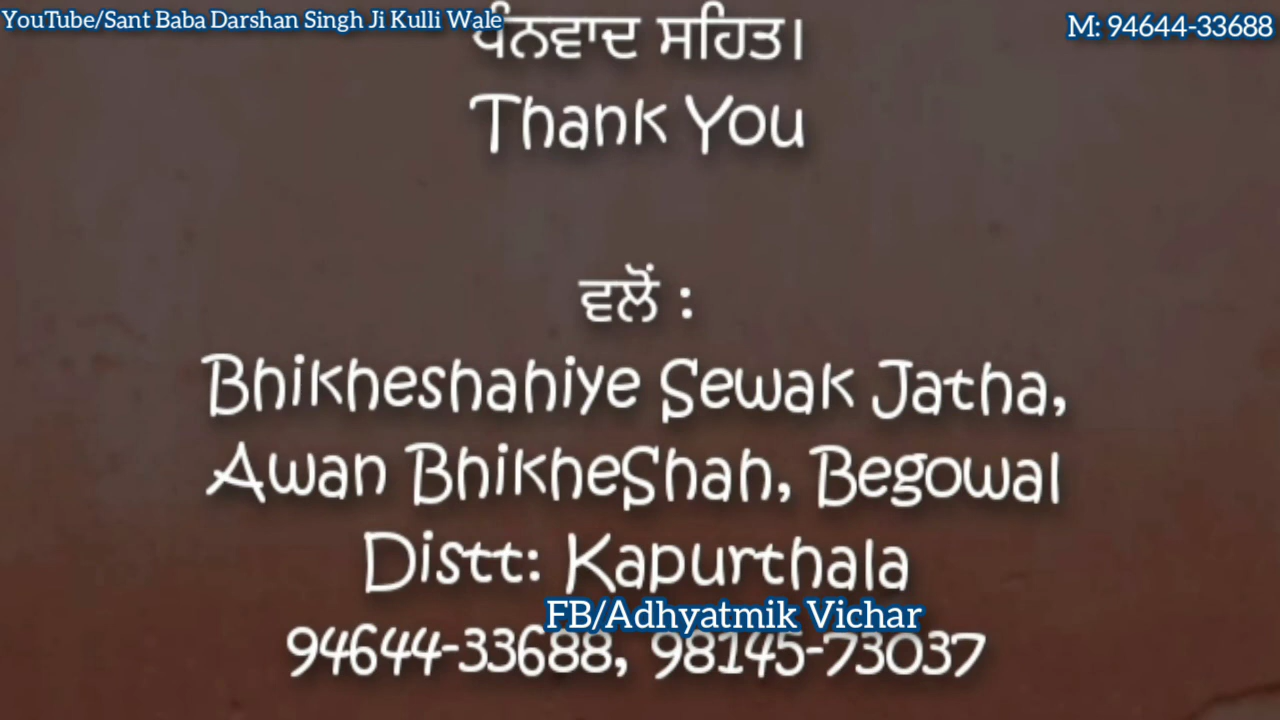 YouTube/Sant Baba Darshan Singh Ji Kulli Wale
M: 94644-33688
ਧੰਨਵਾਦ ਸਹਿਤ।
Thank You
ਵਲੋਂ :
Bhikheshahiye Sewak Jatha,
Awan BhikheShah, Begowal
Distt: Kapurthala
FB/Adhyatmik Vichar
94644-33688, 98145-73037